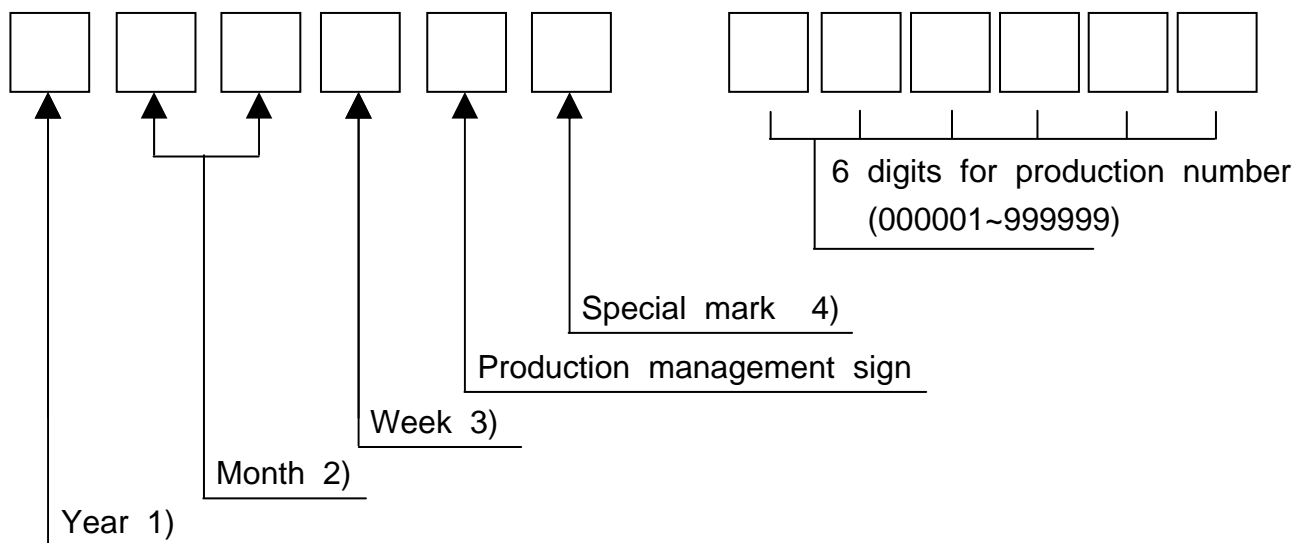 6 digits for production number
(000001~999999)
Special mark 4)
Production management sign
Week 3)
Month 2)
Year 1)